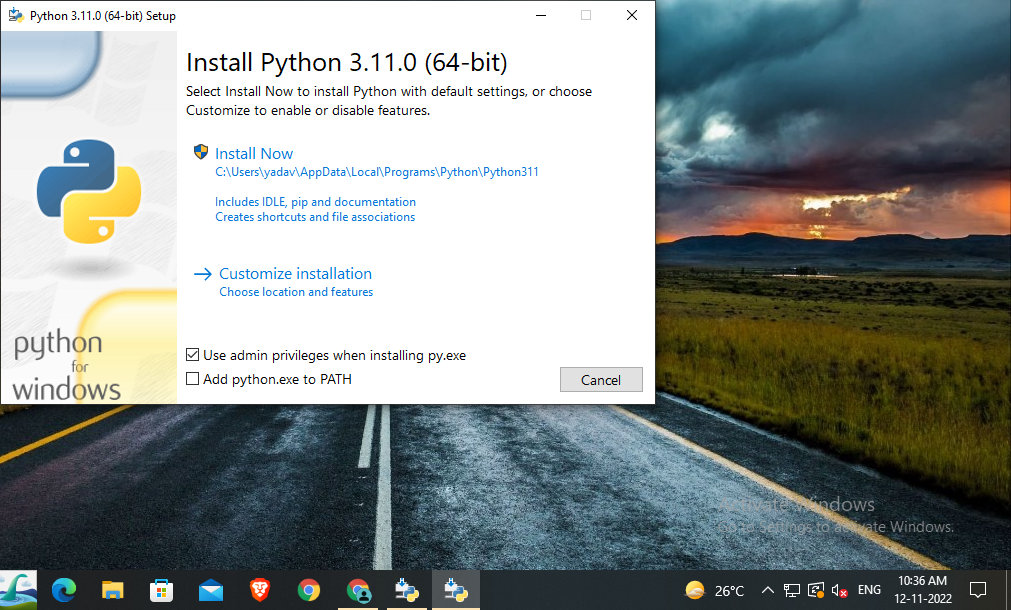 Python 3.11.0 (64-bit) Setup
Install Python 3.11.0 (64-bit)
Select Install Now to install Python with default settings, or choose
Customize to enable or disable features.
Install Now
C:\Users\yadav\AppData\Local\Programs\Python\Python311
Includes IDLE, pip and documentation
Creates shortcuts and file associations
Customize installation
Choose location and features
python
for
windows
Use admin privileges when installing py.exe
Add python.exe to PATH
Cancel
Activate Windows
Go to Settings to activate Windows.
26°C
ENG
10:36 AM
12-11-2022